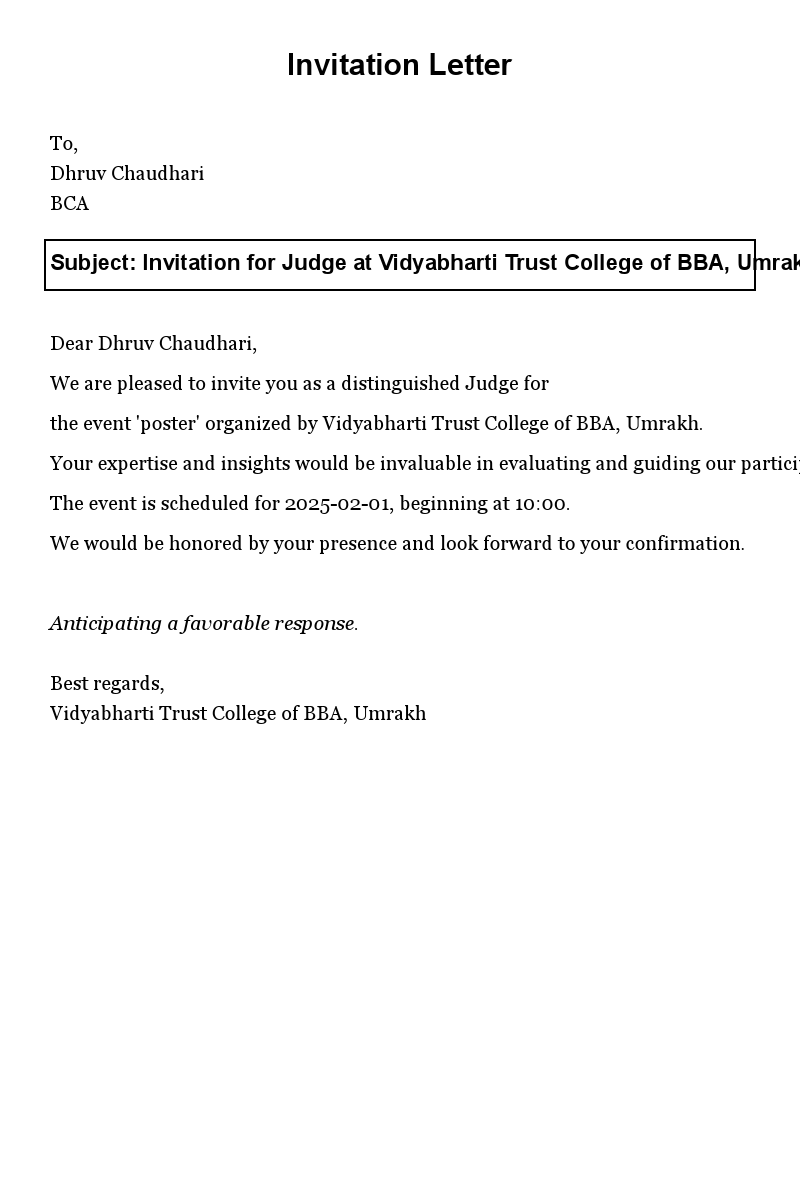 Invitation Letter
To,
Dhruv Chaudhari
BCA
Subject: Invitation for Judge at Vidyabharti Trust College of BBA,
Dear Dhruv Chaudhari,
We are pleased to invite you as a distinguished Judge for
the event 'poster' organized by Vidyabharti Trust College of BBA, Umrakh.
Your expertise and insights would be invaluable in evaluating and guiding our
The event is scheduled for 2025-02-01, beginning at 10:00.
We would be honored by your presence and look forward to your confirmation.
Anticipating a favorable response.
Best regards,
Vidyabharti Trust College of BBA, Umrakh